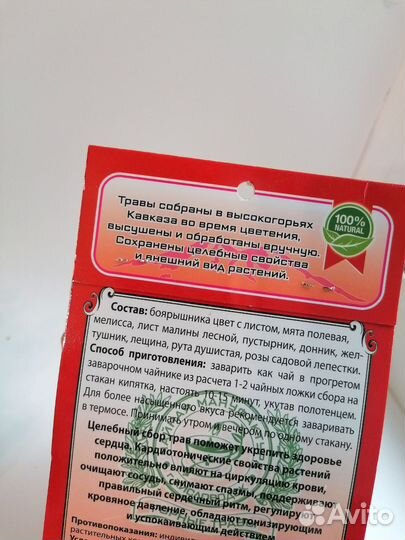 Травы собраны в высокогорьях
Кавказа во время цветения,
высушены и обработаны вручную.
Сохранены целебные свойства
и внешний вид растений.
100%
NATURAL
Состав: боярышника цвет с листом, мята полевая,
мелисса, лист малины лесной, пустырник, донник, жел-
тушник, лещина, рута душистая, розы садовой лепестки.
Способ приготовления: заварить как чай в прогретом
заварочном чайнике из расчета 1-2 чайных ложки сбора на
стакан кипятка, настоять 10-15 минут, укутав полотенцем.
Для более насыщенного вкуса рекомендуется заваривать
в термосе. Принимать утром и вечером по одному стакану.
Целебный сбор трав поможет укрепить здоровье
сердца. Кардиотонические свойства растений
положительно влияют на циркуляцию крови,
очищают сосуды, снимают спазмы, поддерживают
правильный сердечный ритм, регулируют
кровяное давление, обладают тонизирующим
и успокаивающим действием
Противопоказания:
растительных
Avito